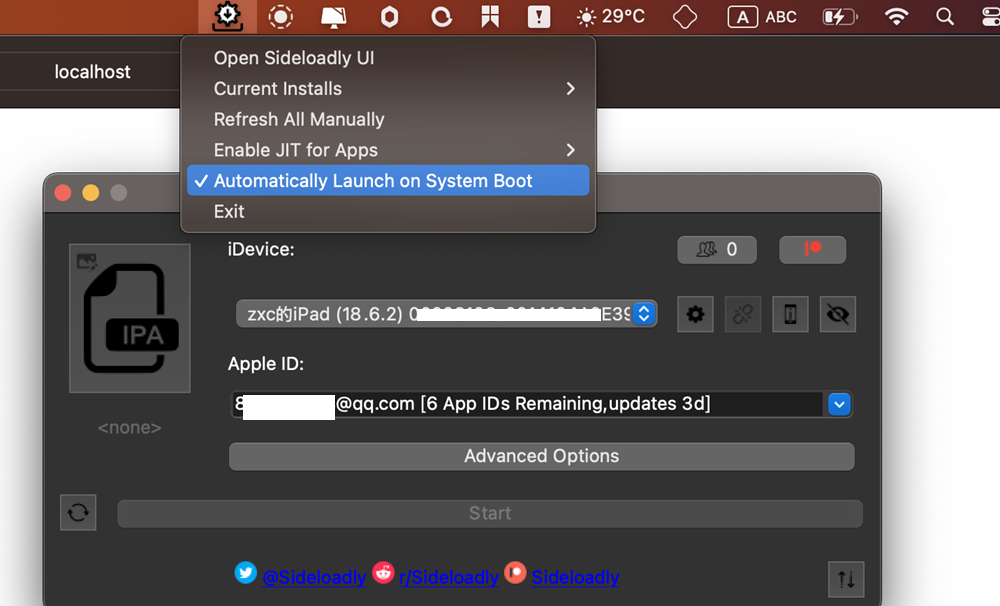 29°C
A ABC
localhost
Open Sideloadly UI
Current Installs
Refresh All Manually
Enable JIT for Apps
✓ Automatically Launch on System Boot
Exit
iDevice:
0
IPA
zxc的iPad (18.6.2) 0 E39
Apple ID:
8 @qq.com [6 App IDs Remaining,updates 3d]
<none>
Advanced Options
Start
@Sideloadly r/Sideloadly Sideloadly